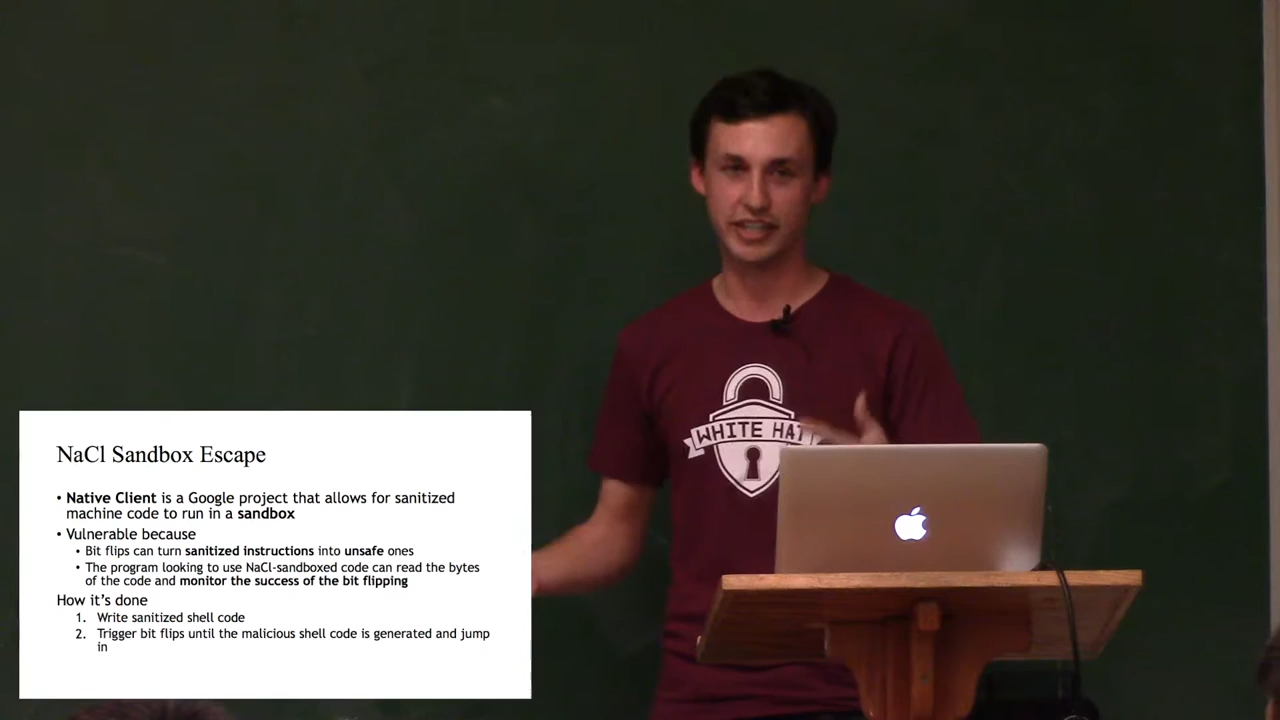 WHITE HAT
NaCl Sandbox Escape
• Native Client is a Google project that allows for sanitized
machine code to run in a sandbox
• Vulnerable because
• Bit flips can turn sanitized instructions into unsafe ones
• The program looking to use NaCl-sandboxed code can read the bytes
of the code and monitor the success of the bit flipping
How it's done
1. Write sanitized shell code
2. Trigger bit flips until the malicious shell code is generated and jump
in